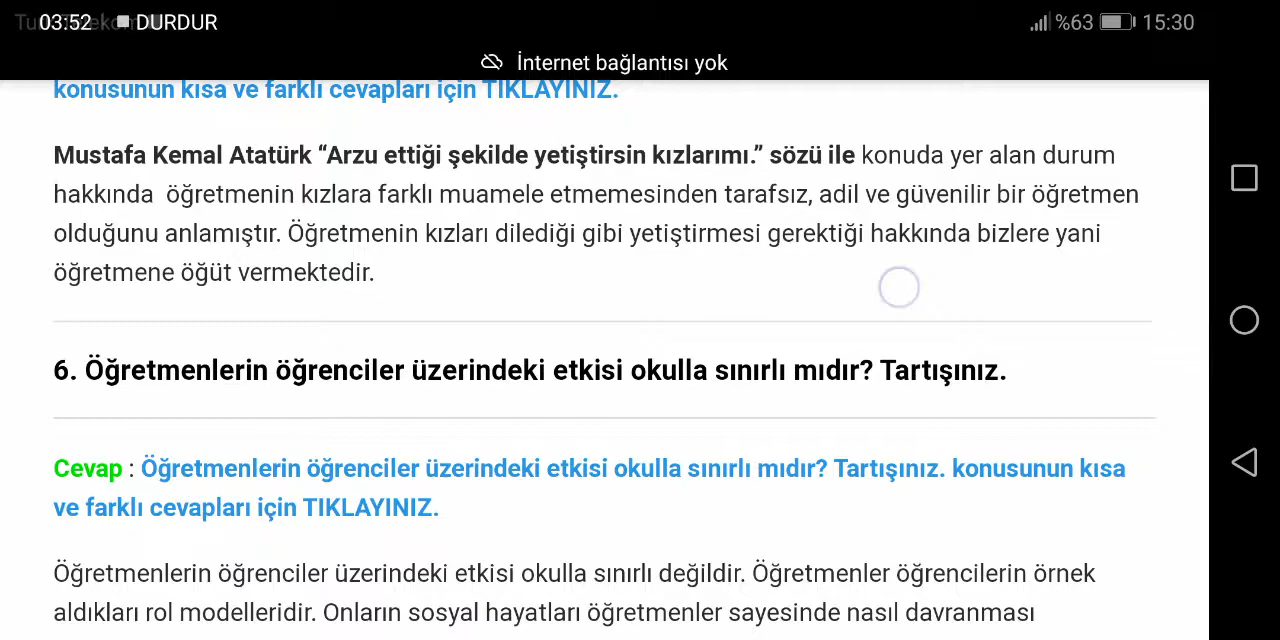 03:52 DURDUR %63 15:30
İnternet bağlantısı yok
konusunun kısa ve farklı cevapları için TIKLAYINIZ.
Mustafa Kemal Atatürk “Arzu ettiği şekilde yetiştirsin kızlarımı.” sözü ile konuda yer alan durum
hakkında öğretmenin kızlara farklı muamele etmemesinden tarafsız, adil ve güvenilir bir öğretmen
olduğunu anlamıştır. Öğretmenin kızları dilediği gibi yetiştirmesi gerektiği hakkında bizlere yani
öğretmene öğüt vermektedir.
6. Öğretmenlerin öğrenciler üzerindeki etkisi okulla sınırlı mıdır? Tartışınız.
Cevap : Öğretmenlerin öğrenciler üzerindeki etkisi okulla sınırlı mıdır? Tartışınız. konusunun kısa
ve farklı cevapları için TIKLAYINIZ.
Öğretmenlerin öğrenciler üzerindeki etkisi okulla sınırlı değildir. Öğretmenler öğrencilerin örnek
aldıkları rol modelleridir. Onların sosyal hayatları öğretmenler sayesinde nasıl davranması